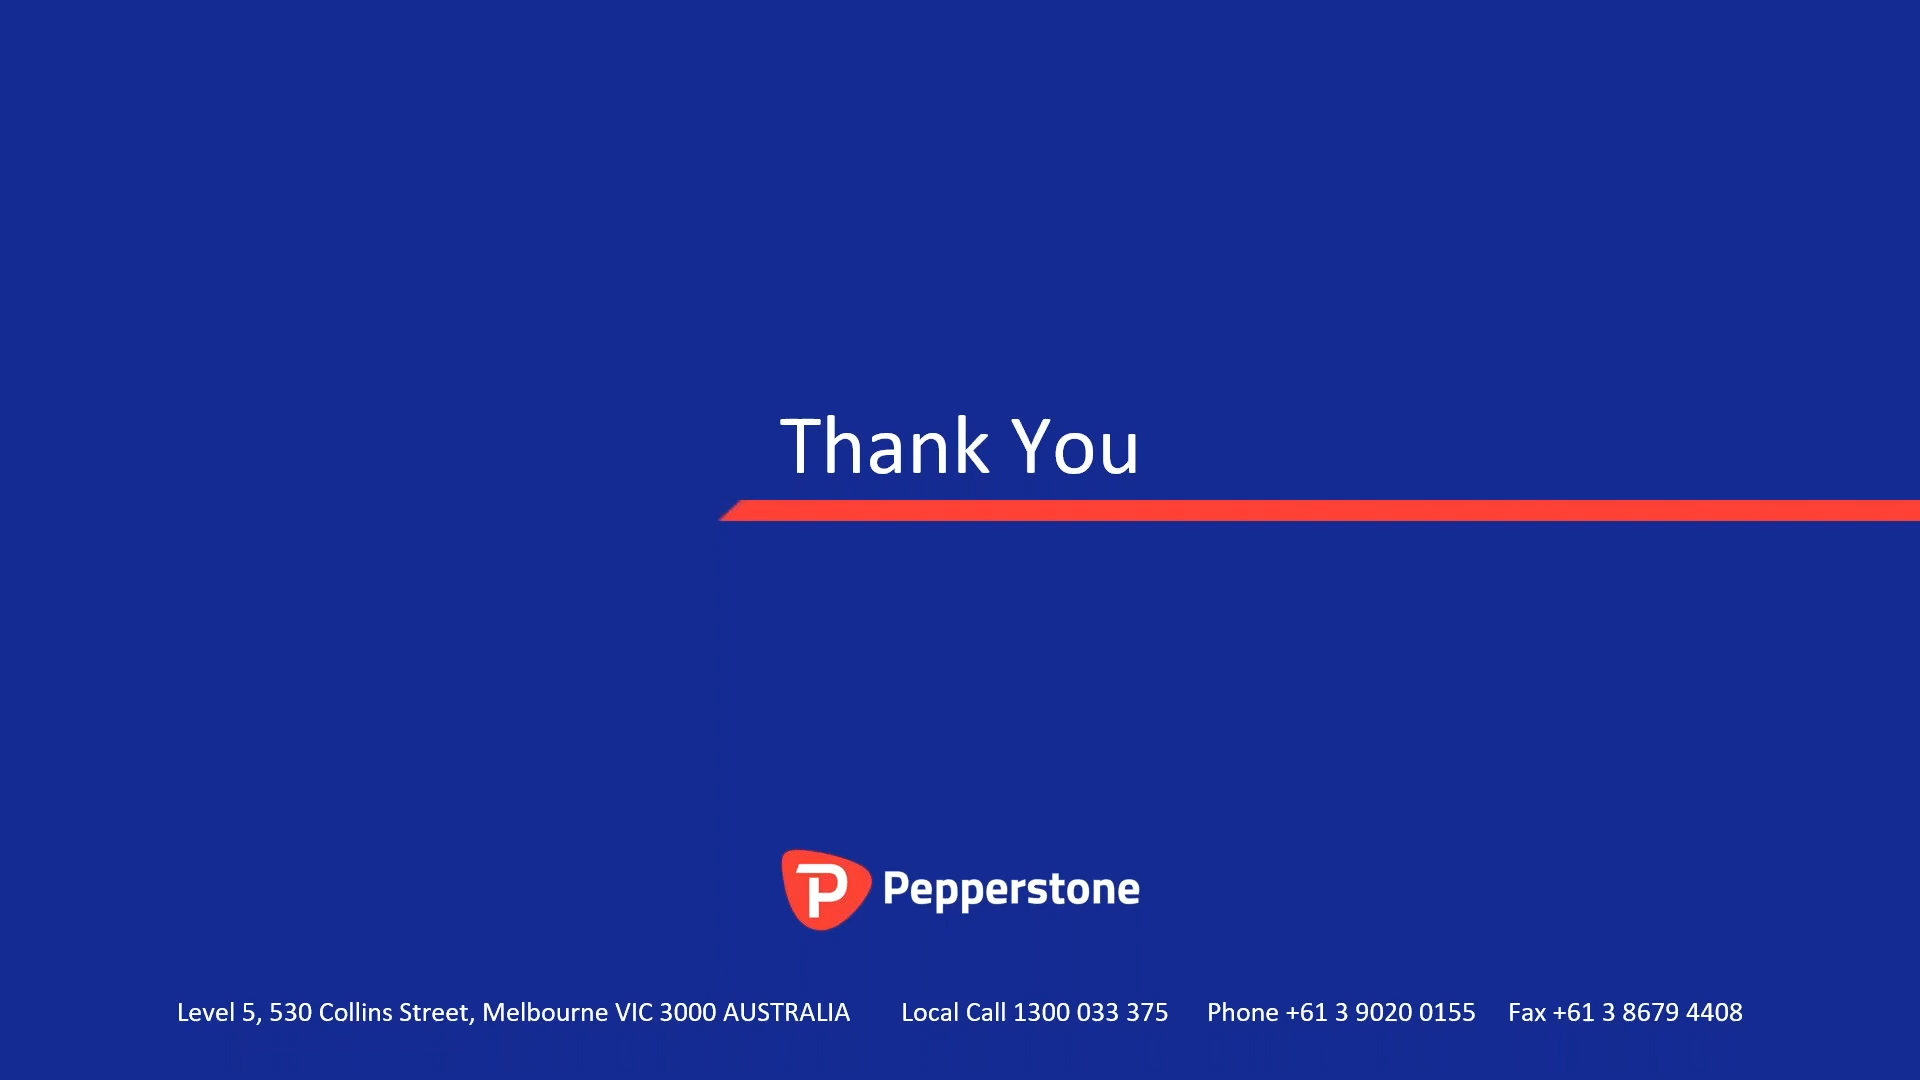 Thank You
P Pepperstone
Level 5, 530 Collins Street, Melbourne VIC 3000 AUSTRALIA Local Call 1300 033 375 Phone +61 3 9020 0155 Fax +61 3 8679 4408